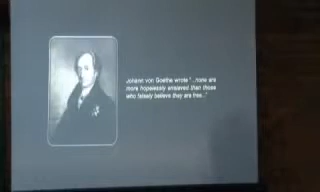 Johann von Goethe wrote "...none are
more hopelessly enslaved than those
who falsely believe they are free..."